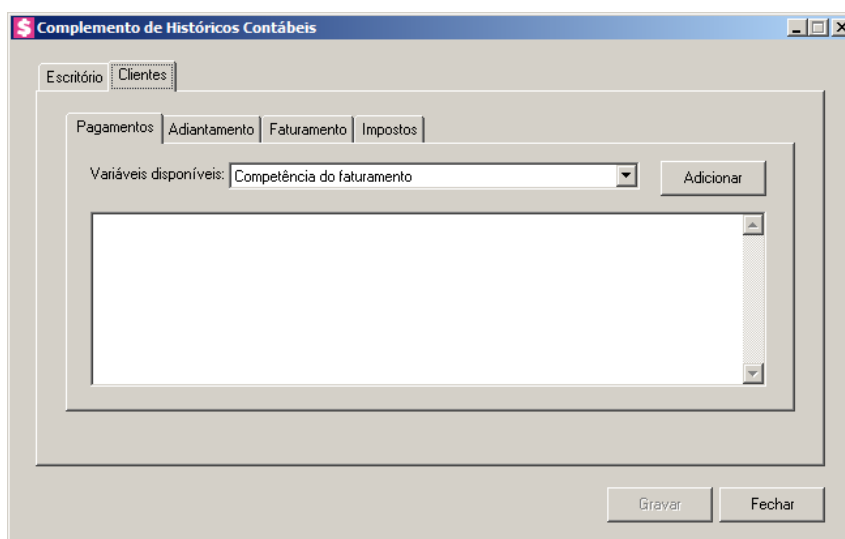 $ Complemento de Históricos Contábeis
Escritório Clientes
Pagamentos Adiantamento Faturamento Impostos
Variáveis disponíveis: Competência do faturamento Adicionar
Gravar Fechar